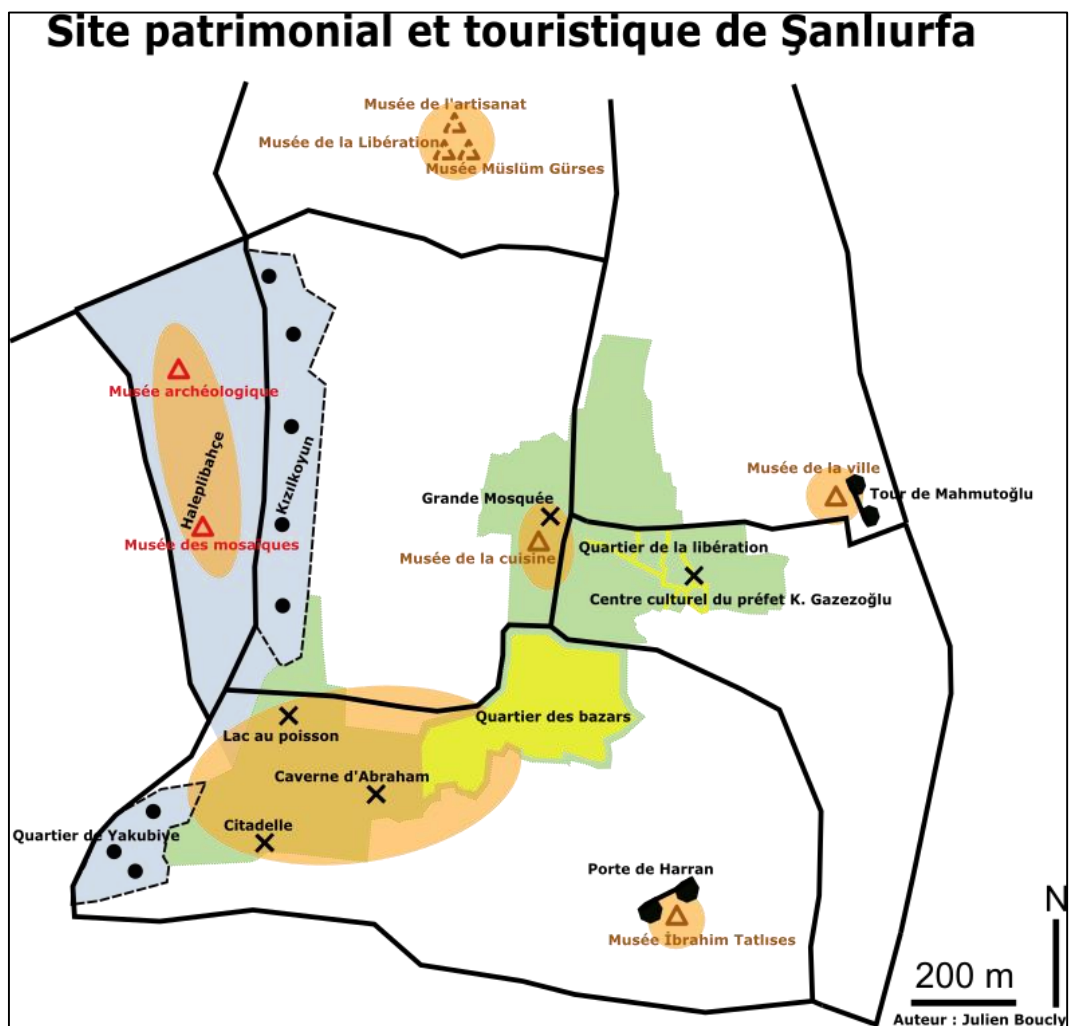 Site patrimonial et touristique de Şanlıurfa
Musée de l'artisanat
Musée de la Libération
Musée Müslüm Gürses
Musée archéologique
Haleplibahçe
Kızılkoyun
Musée des mosaïques
Grande Mosquée
Musée de la cuisine
Musée de la ville
Tour de Mahmutoğlu
Quartier de la libération
Centre culturel du préfet K. Gazezoğlu
Quartier des bazars
Lac au poisson
Caverne d'Abraham
Citadelle
Quartier de Yakubiye
Porte de Harran
Musée İbrahim Tatlıses
N
200 m
Auteur : Julien Boucly